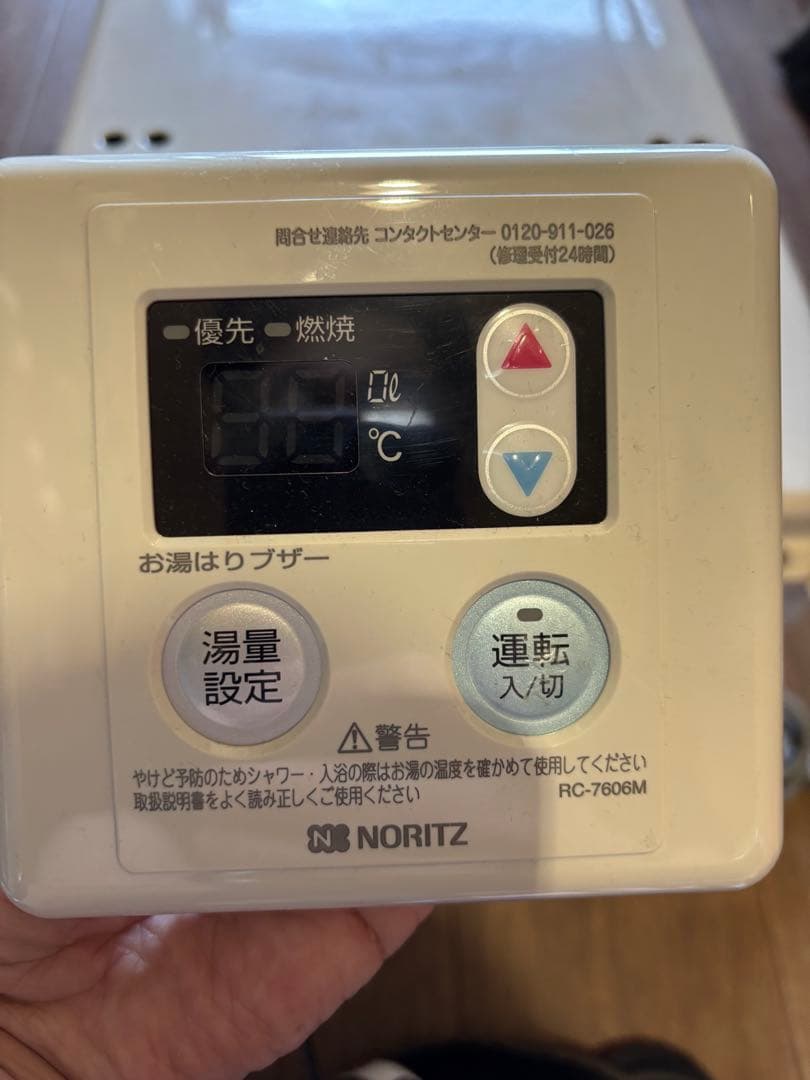 問合せ連絡先 コンタクトセンター 0120-911-026
(修理受付24時間)
優先 燃焼
0ℓ
℃
お湯はりブザー
湯量
設定
運転
入/切
⚠警告
やけど予防のためシャワー・入浴の際はお湯の温度を確かめて使用してください
取扱説明書をよく読み正しくご使用ください
RC-7606M
NORITZ